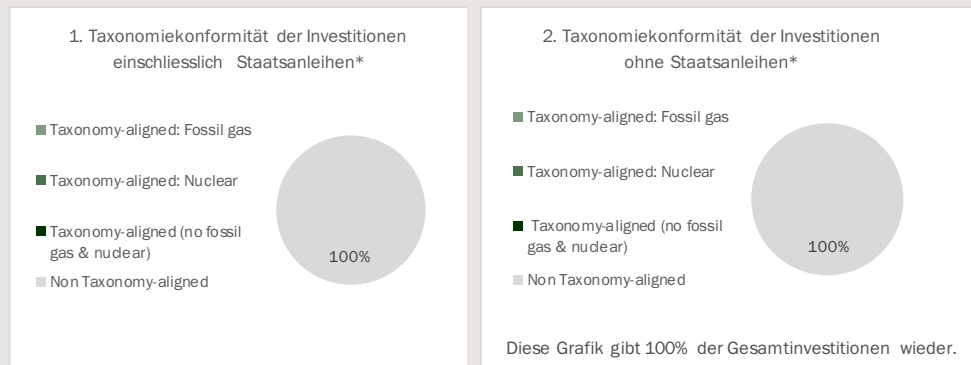 1. Taxonomiekonformität der Investitionen
einschliesslich Staatsanleihen*
Taxonomy-aligned: Fossil gas
Taxonomy-aligned: Nuclear
Taxonomy-aligned (no fossil
gas & nuclear)
Non Taxonomy-aligned
100%
2. Taxonomiekonformität der Investitionen
ohne Staatsanleihen*
Taxonomy-aligned: Fossil gas
Taxonomy-aligned: Nuclear
Taxonomy-aligned (no fossil
gas & nuclear)
Non Taxonomy-aligned
100%
Diese Grafik gibt 100% der Gesamtinvestitionen wieder.